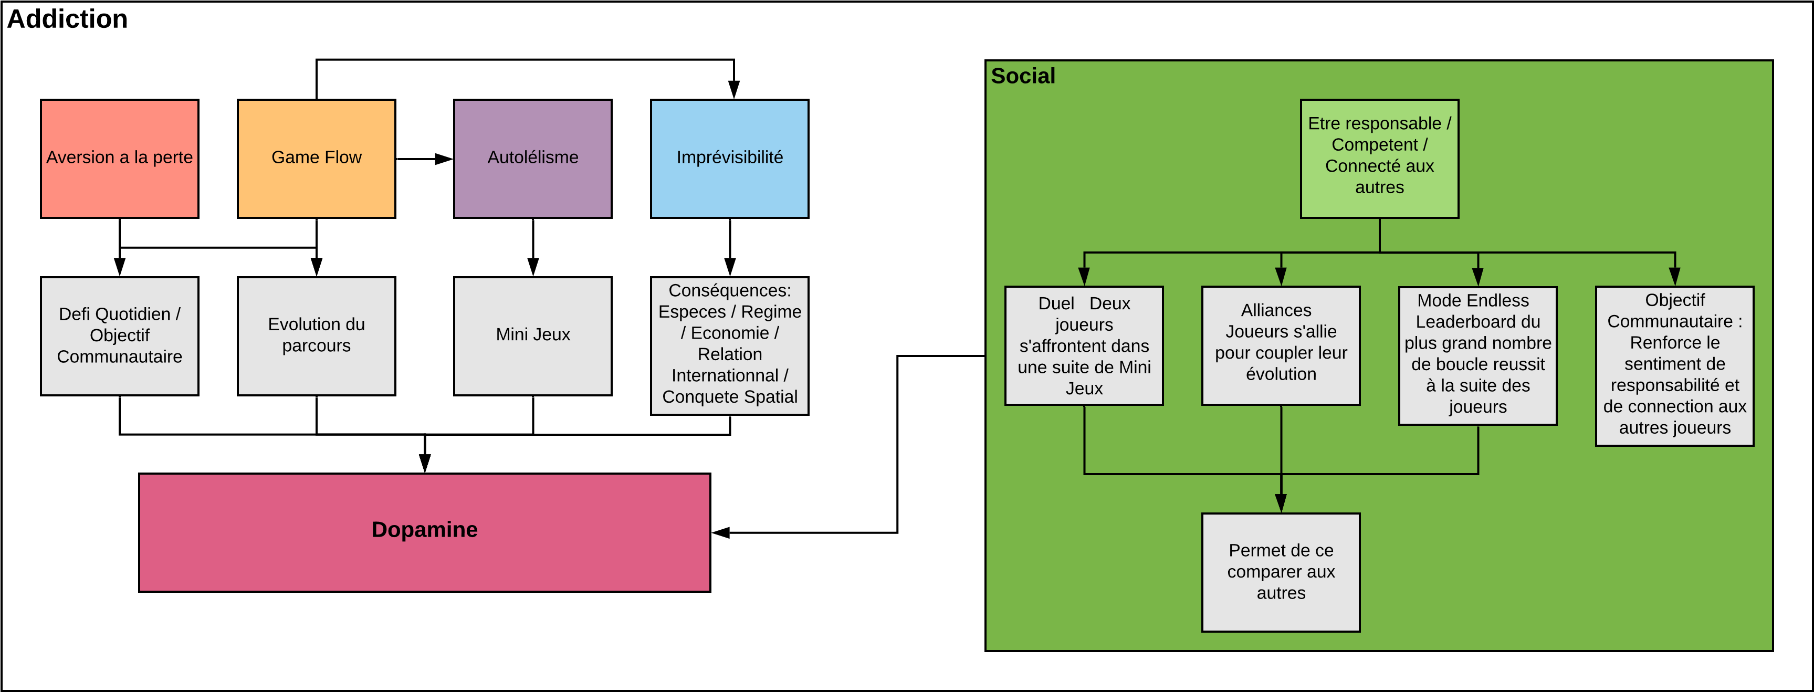 Addiction
Aversion a la perte
Game Flow
Autolélisme
Imprévisibilité
Defi Quotidien /
Objectif
Communautaire
Evolution du
parcours
Mini Jeux
Conséquences:
Especes / Regime
/ Economie /
Relation
Internationnal /
Conquete Spatial
Dopamine
Social
Etre responsable /
Competent /
Connecté aux
autres
Duel   Deux
joueurs
s'affrontent dans
une suite de Mini
Jeux
Alliances
Joueurs s'allie
pour coupler leur
évolution
Mode Endless
Leaderboard du
plus grand nombre
de boucle reussit
à la suite des
joueurs
Objectif
Communautaire :
Renforce le
sentiment de
responsabilité et
de connection aux
autres joueurs
Permet de ce
comparer aux
autres